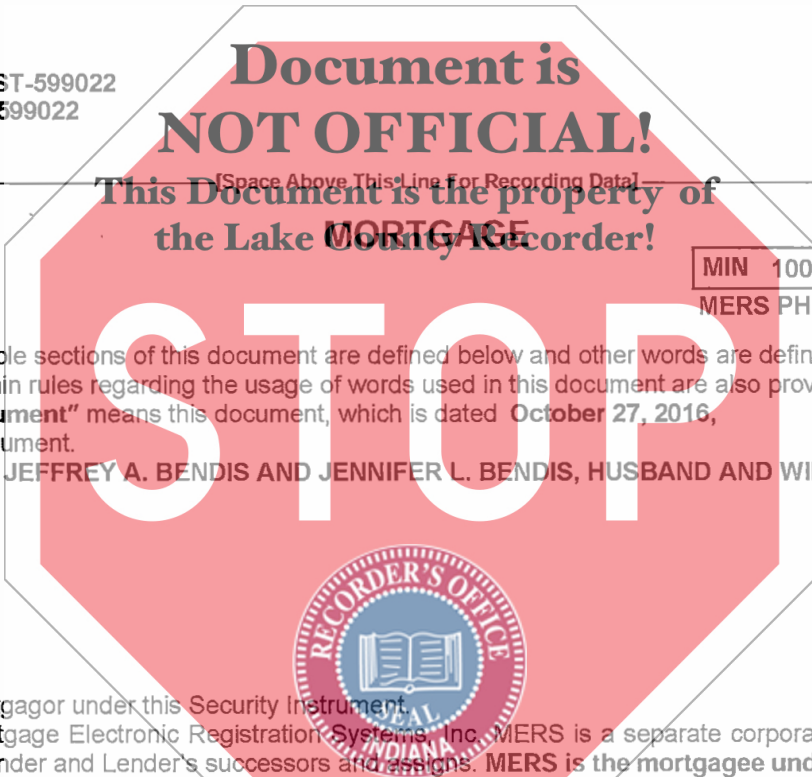 Document is
ST-599022
NOT OFFICIAL!
599022
[Space Above This Line For Recording Data]
This Document is the property of
MORTGAGE
the Lake County Recorder!
MIN 100
MERS PH
ple sections of this document are defined below and other words are defin
in rules regarding the usage of words used in this document are also prov
ument" means this document, which is dated October 27, 2016,
ument.
JEFFREY A. BENDIS AND JENNIFER L. BENDIS, HUSBAND AND WI
STOP
RECORDER'S OFFICE
SEAL
INDIANA
gagor under this Security Instrument.
tgage Electronic Registration Systems, Inc. MERS is a separate corpora
nder and Lender's successors and assigns. MERS is the mortgagee und